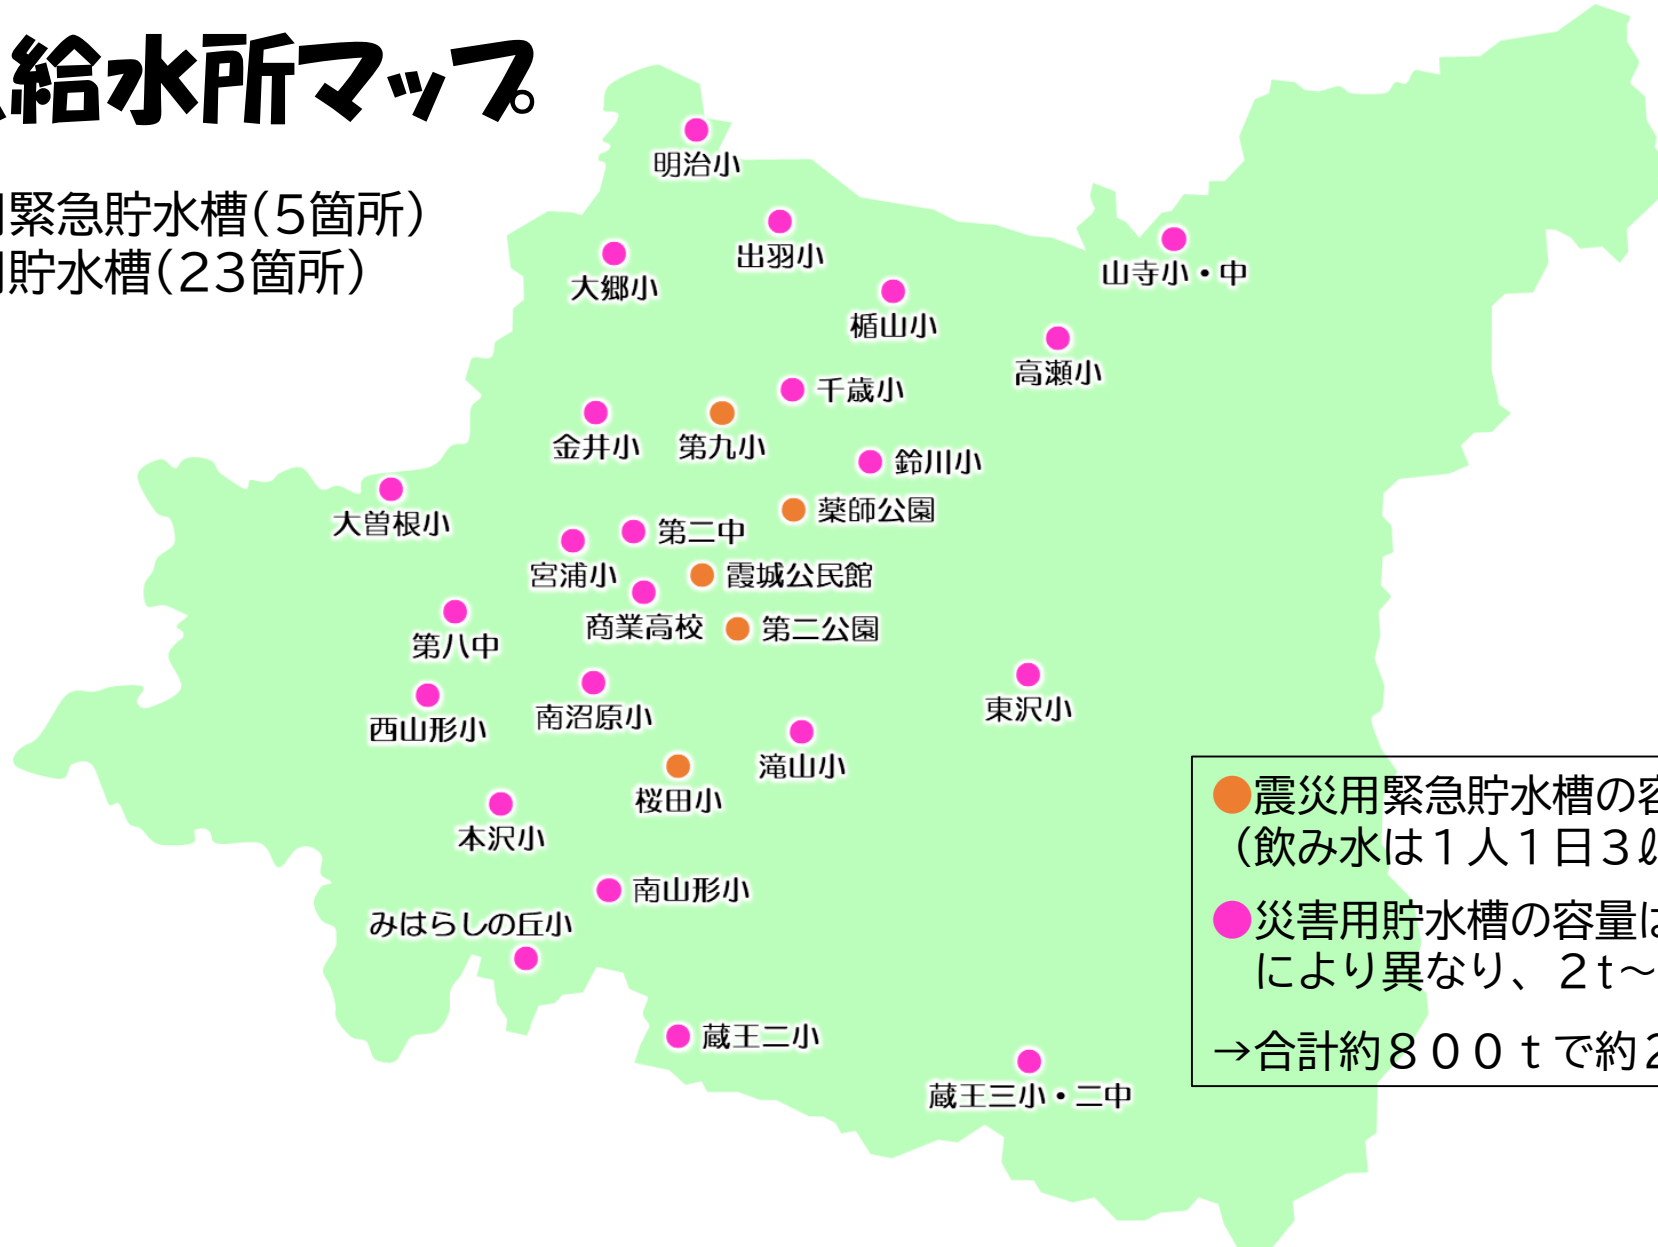 給水所マップ
用緊急貯水槽(5箇所)
用貯水槽(23箇所)
明治小
出羽小
大郷小
山寺小・中
楯山小
高瀬小
千歳小
金井小
第九小
鈴川小
大曽根小
薬師公園
第二中
宮浦小
霞城公民館
商業高校
第二公園
第八中
東沢小
南沼原小
西山形小
滝山小
桜田小
本沢小
南山形小
みはらしの丘小
蔵王二小
蔵王三小・二中
●震災用緊急貯水槽の容
(飲み水は1人1日3ℓ
●災害用貯水槽の容量は
により異なり、2t~
→合計約800tで約2